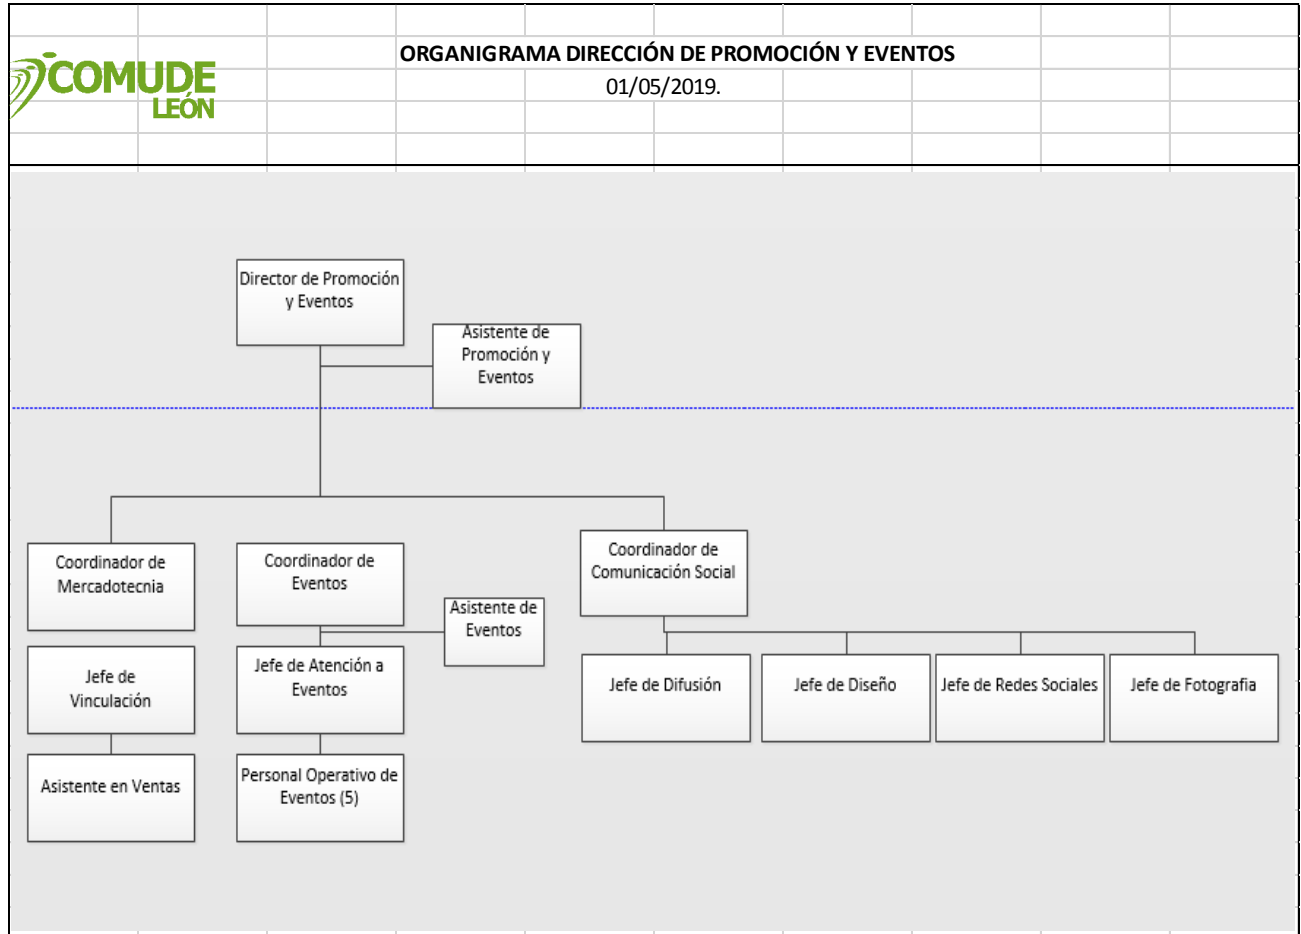 COMUDE
LEÓN
ORGANIGRAMA DIRECCIÓN DE PROMOCIÓN Y EVENTOS
01/05/2019.
Director de Promoción
y Eventos
Asistente de
Promoción y
Eventos
Coordinador de
Mercadotecnia
Coordinador de
Eventos
Coordinador de
Comunicación Social
Asistente de
Eventos
Jefe de
Vinculación
Jefe de Atención a
Eventos
Jefe de Difusión
Jefe de Diseño
Jefe de Redes Sociales
Jefe de Fotografia
Asistente en Ventas
Personal Operativo de
Eventos (5)